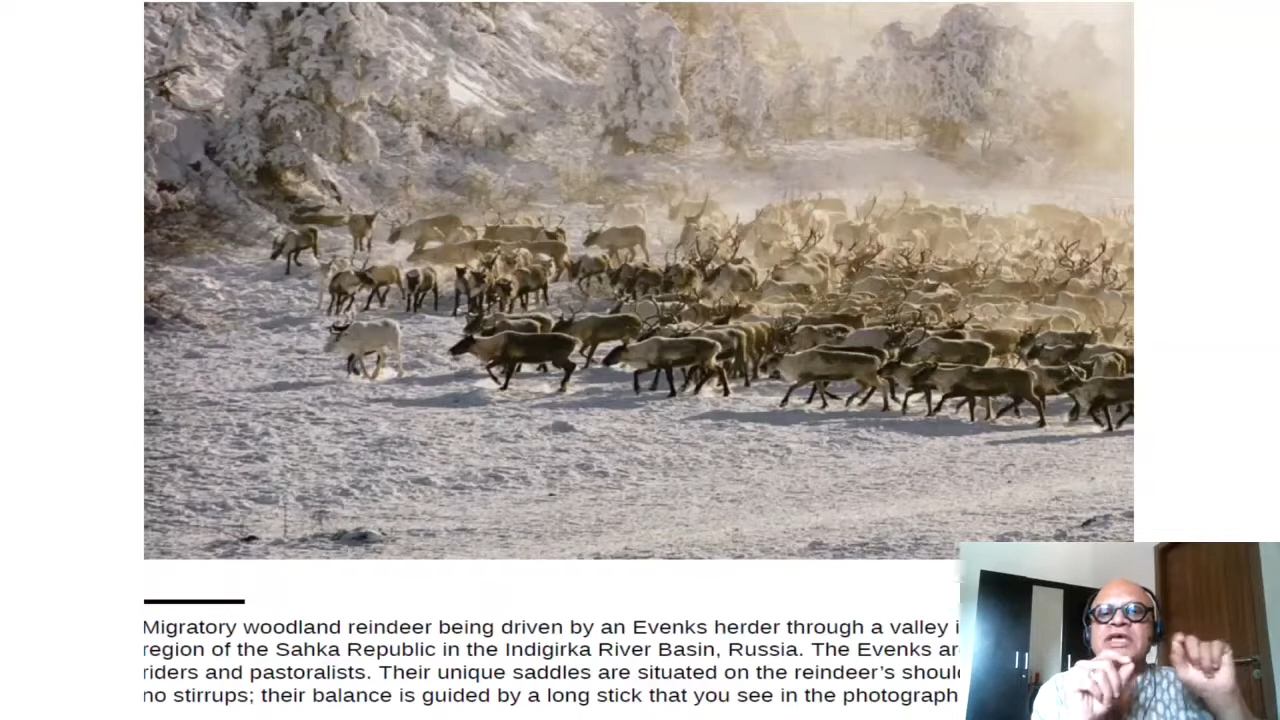 Migratory woodland reindeer being driven by an Evenks herder through a valley
region of the Sahka Republic in the Indigirka River Basin, Russia. The Evenks
riders and pastoralists. Their unique saddles are situated on the reindeer’s
no stirrups; their balance is guided by a long stick that you see in the photograph